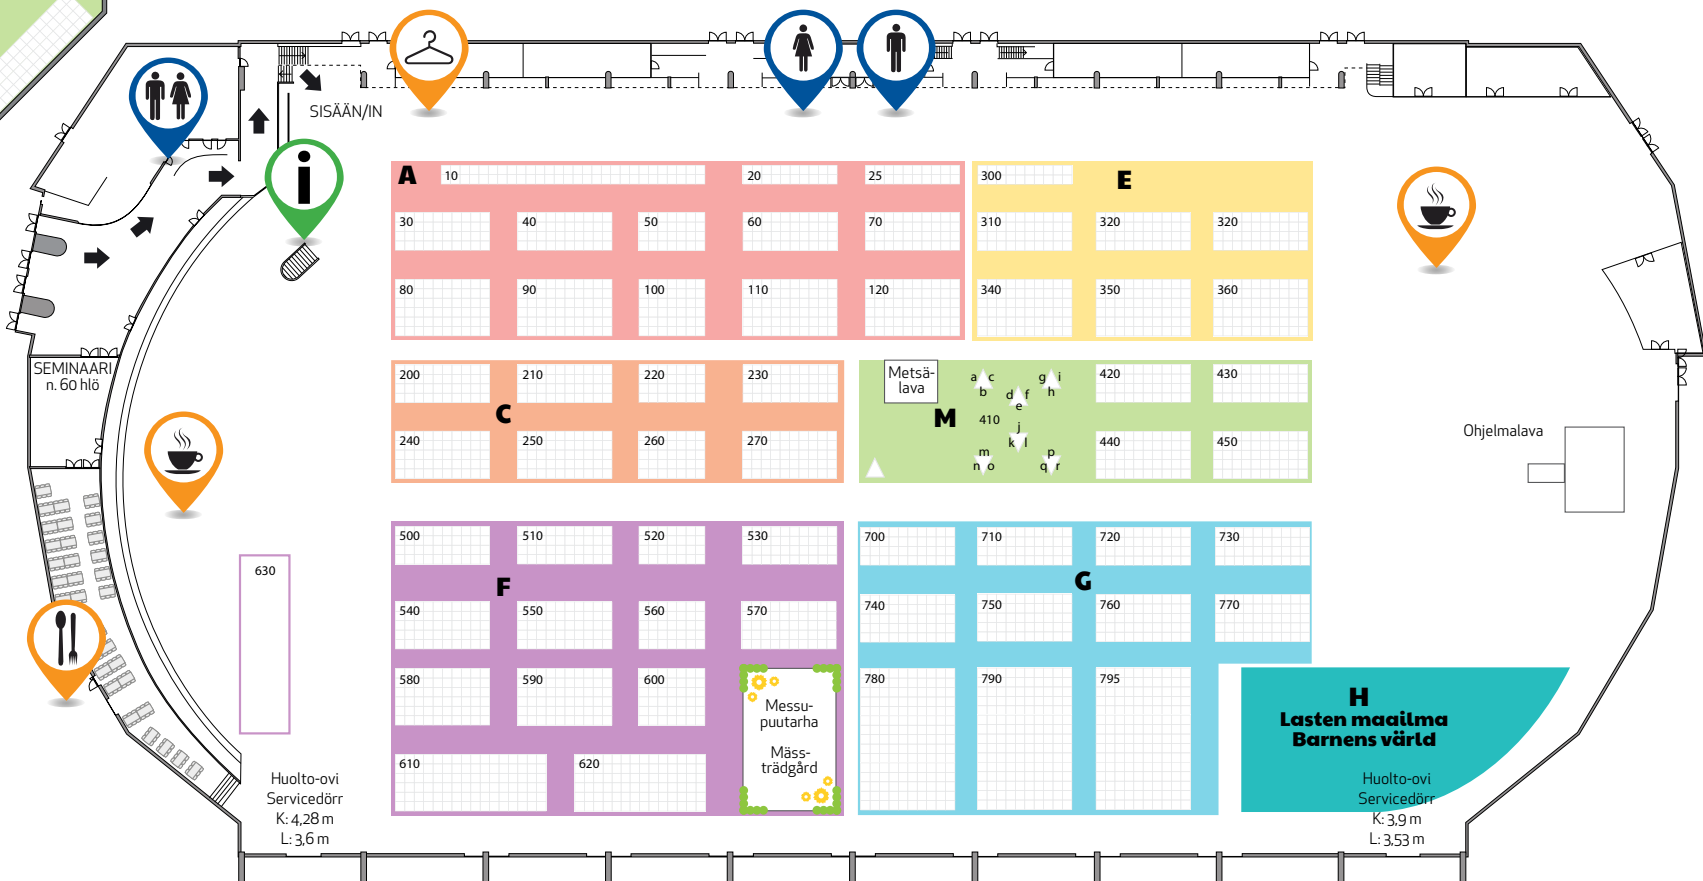 SISÄÄN/IN
A
10
20
25
30
40
50
60
70
80
90
100
110
120
300
E
310
320
320
340
350
360
SEMINAARI
n. 60 hlö
200
210
220
230
C
240
250
260
270
Metsä-
lava
M
a c
b
d f
e
g i
h
410
j
k l
m
n o
p
q r
420
430
440
450
Ohjelmalava
500
510
520
530
F
540
550
560
570
580
590
600
610
620
630
Messu-
puutarha
Mäss-
trädgård
700
710
720
730
G
740
750
760
770
780
790
795
H
Lasten maailma
Barnens värld
Huolto-ovi
Servicedörr
K: 4,28 m
L: 3,6 m
Huolto-ovi
Servicedörr
K: 3,9 m
L: 3,53 m